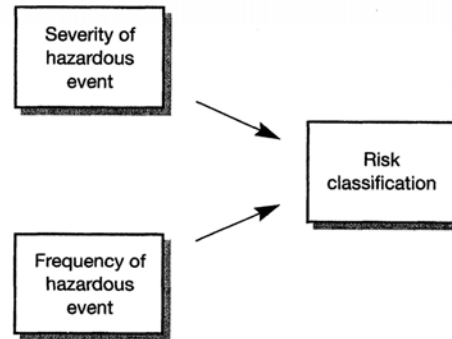 Severity of
hazardous
event
Risk
classification
Frequency of
hazardous
event